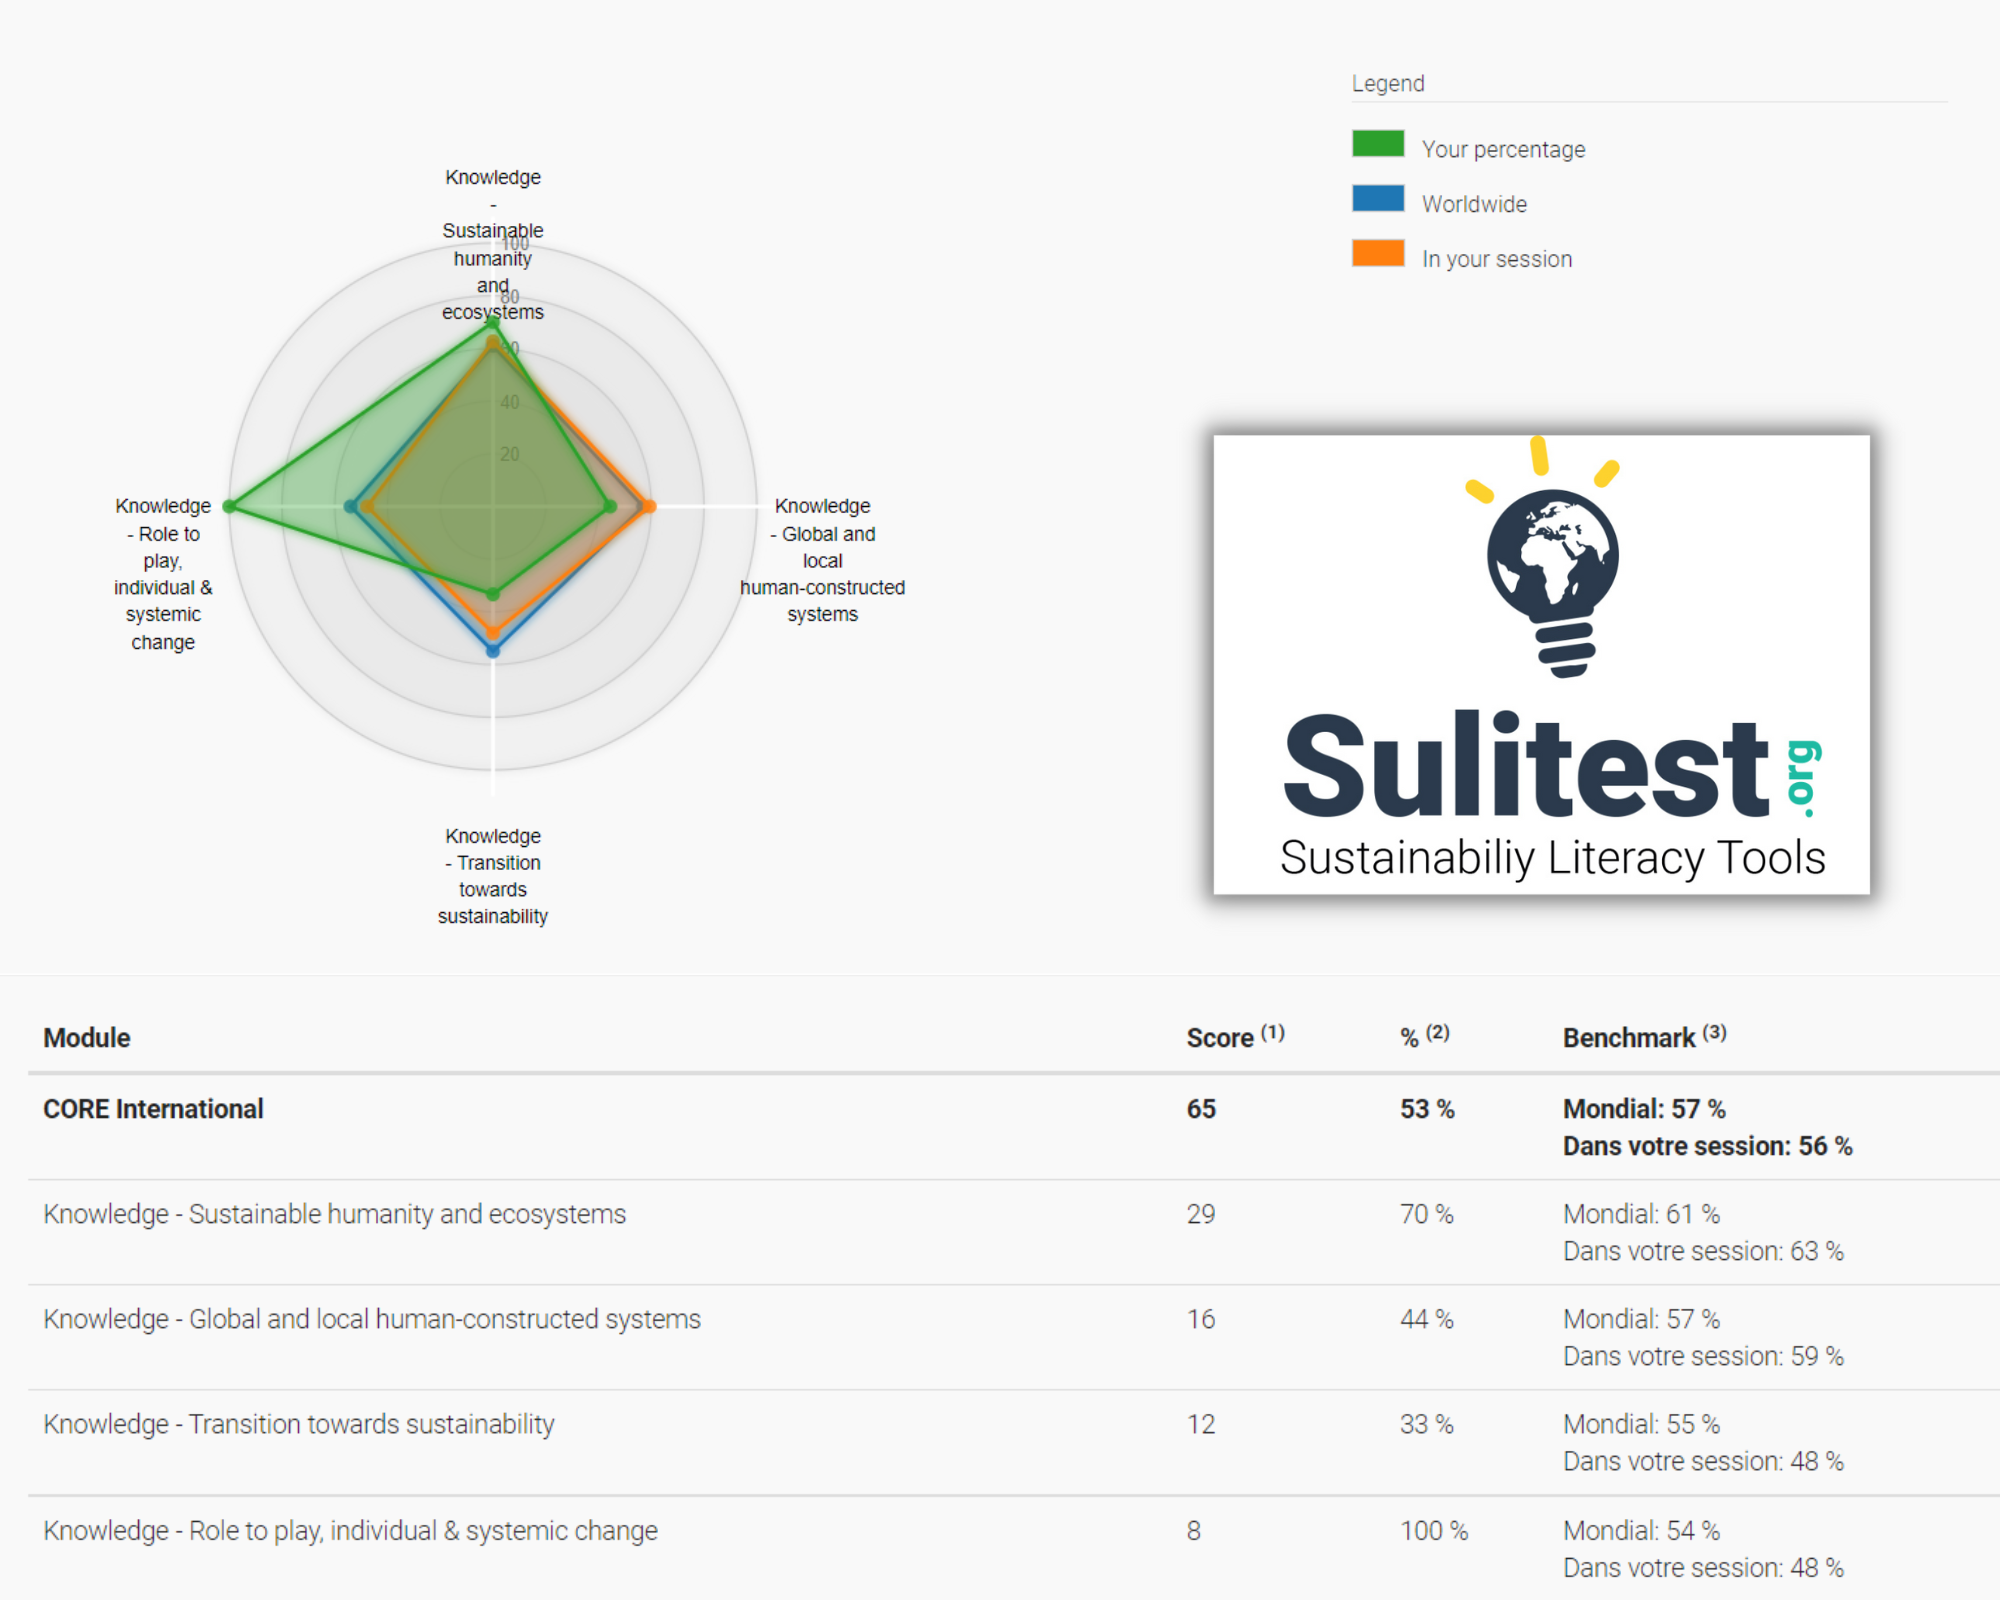 Legend
Your percentage
Worldwide
In your session
Knowledge
-
Sustainable
100
humanity
and
80
ecosystems
60
40
20
Knowledge
- Role to
play,
individual &
systemic
change
Knowledge
- Global and
local
human-constructed
systems
Knowledge
- Transition
towards
sustainability
Sulitest .org
Sustainabiliy Literacy Tools
Module Score (1) % (2) Benchmark (3)
CORE International 65 53 % Mondial: 57 %
Dans votre session: 56 %
Knowledge - Sustainable humanity and ecosystems 29 70 % Mondial: 61 %
Dans votre session: 63 %
Knowledge - Global and local human-constructed systems 16 44 % Mondial: 57 %
Dans votre session: 59 %
Knowledge - Transition towards sustainability 12 33 % Mondial: 55 %
Dans votre session: 48 %
Knowledge - Role to play, individual & systemic change 8 100 % Mondial: 54 %
Dans votre session: 48 %